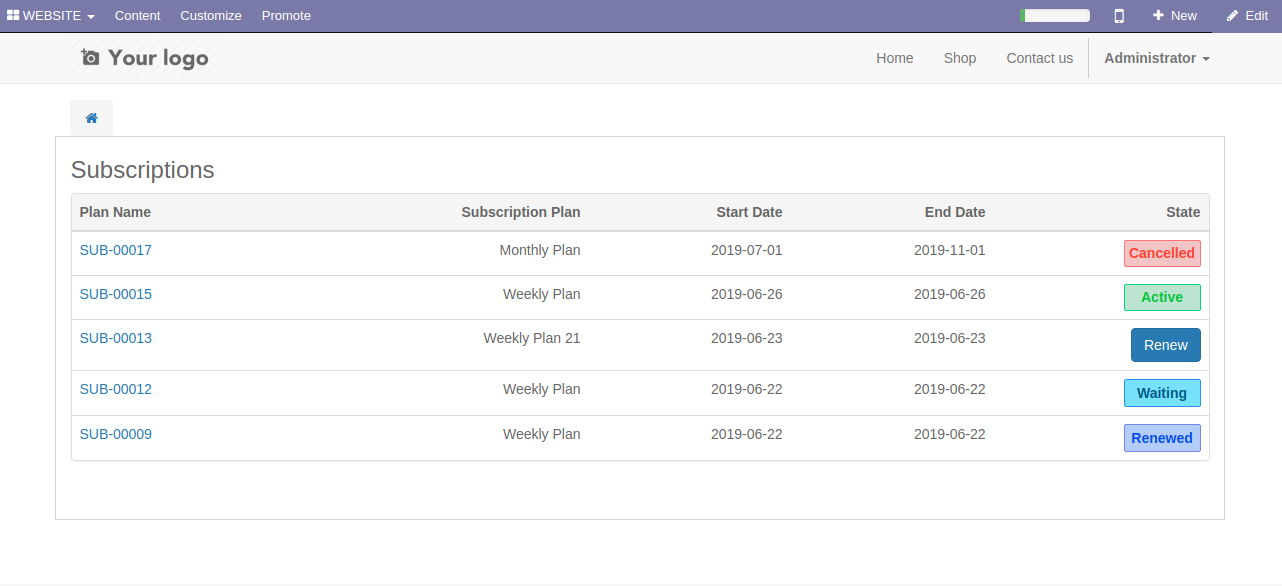 WEBSITE Content Customize Promote New Edit
Your logo Home Shop Contact us Administrator
Subscriptions
Plan Name Subscription Plan Start Date End Date State
SUB-00017 Monthly Plan 2019-07-01 2019-11-01 Cancelled
SUB-00015 Weekly Plan 2019-06-26 2019-06-26 Active
SUB-00013 Weekly Plan 21 2019-06-23 2019-06-23 Renew
SUB-00012 Weekly Plan 2019-06-22 2019-06-22 Waiting
SUB-00009 Weekly Plan 2019-06-22 2019-06-22 Renewed